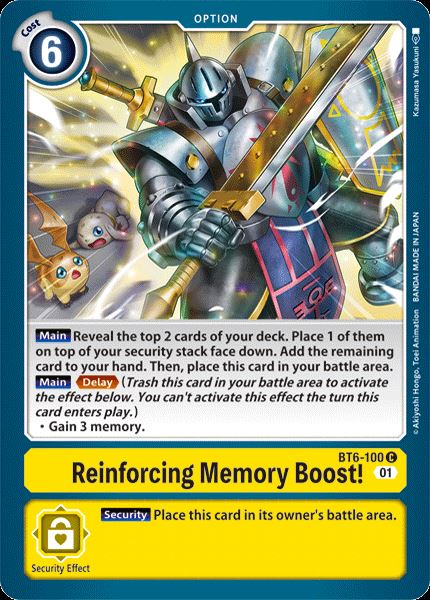 OPTION
Cost
6
Kazumasa Yasukuni
Main Reveal the top 2 cards of your deck. Place 1 of them
on top of your security stack face down. Add the remaining
card to your hand. Then, place this card in your battle area.
Main Delay (Trash this card in your battle area to activate
the effect below. You can't activate this effect the turn this
card enters play.)
・Gain 3 memory.
©Akiyoshi Hongo, Toei Animation BANDAI MADE IN JAPAN
BT6-100 C
Reinforcing Memory Boost! 01
Security Place this card in its owner's battle area.
Security Effect